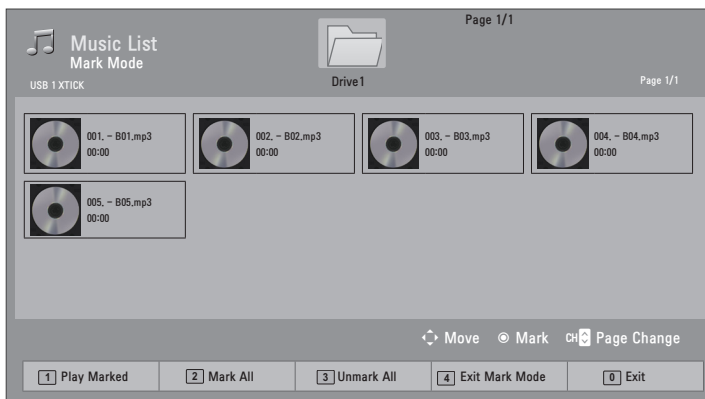 Page 1/1
Music List
Mark Mode
Drive1
USB 1 XTICK
Page 1/1
001. - B01.mp3
00:00
002. - B02.mp3
00:00
003. - B03.mp3
00:00
004. - B04.mp3
00:00
005. - B05.mp3
00:00
Move
Mark
CH Page Change
1 Play Marked
2 Mark All
3 Unmark All
4 Exit Mark Mode
0 Exit